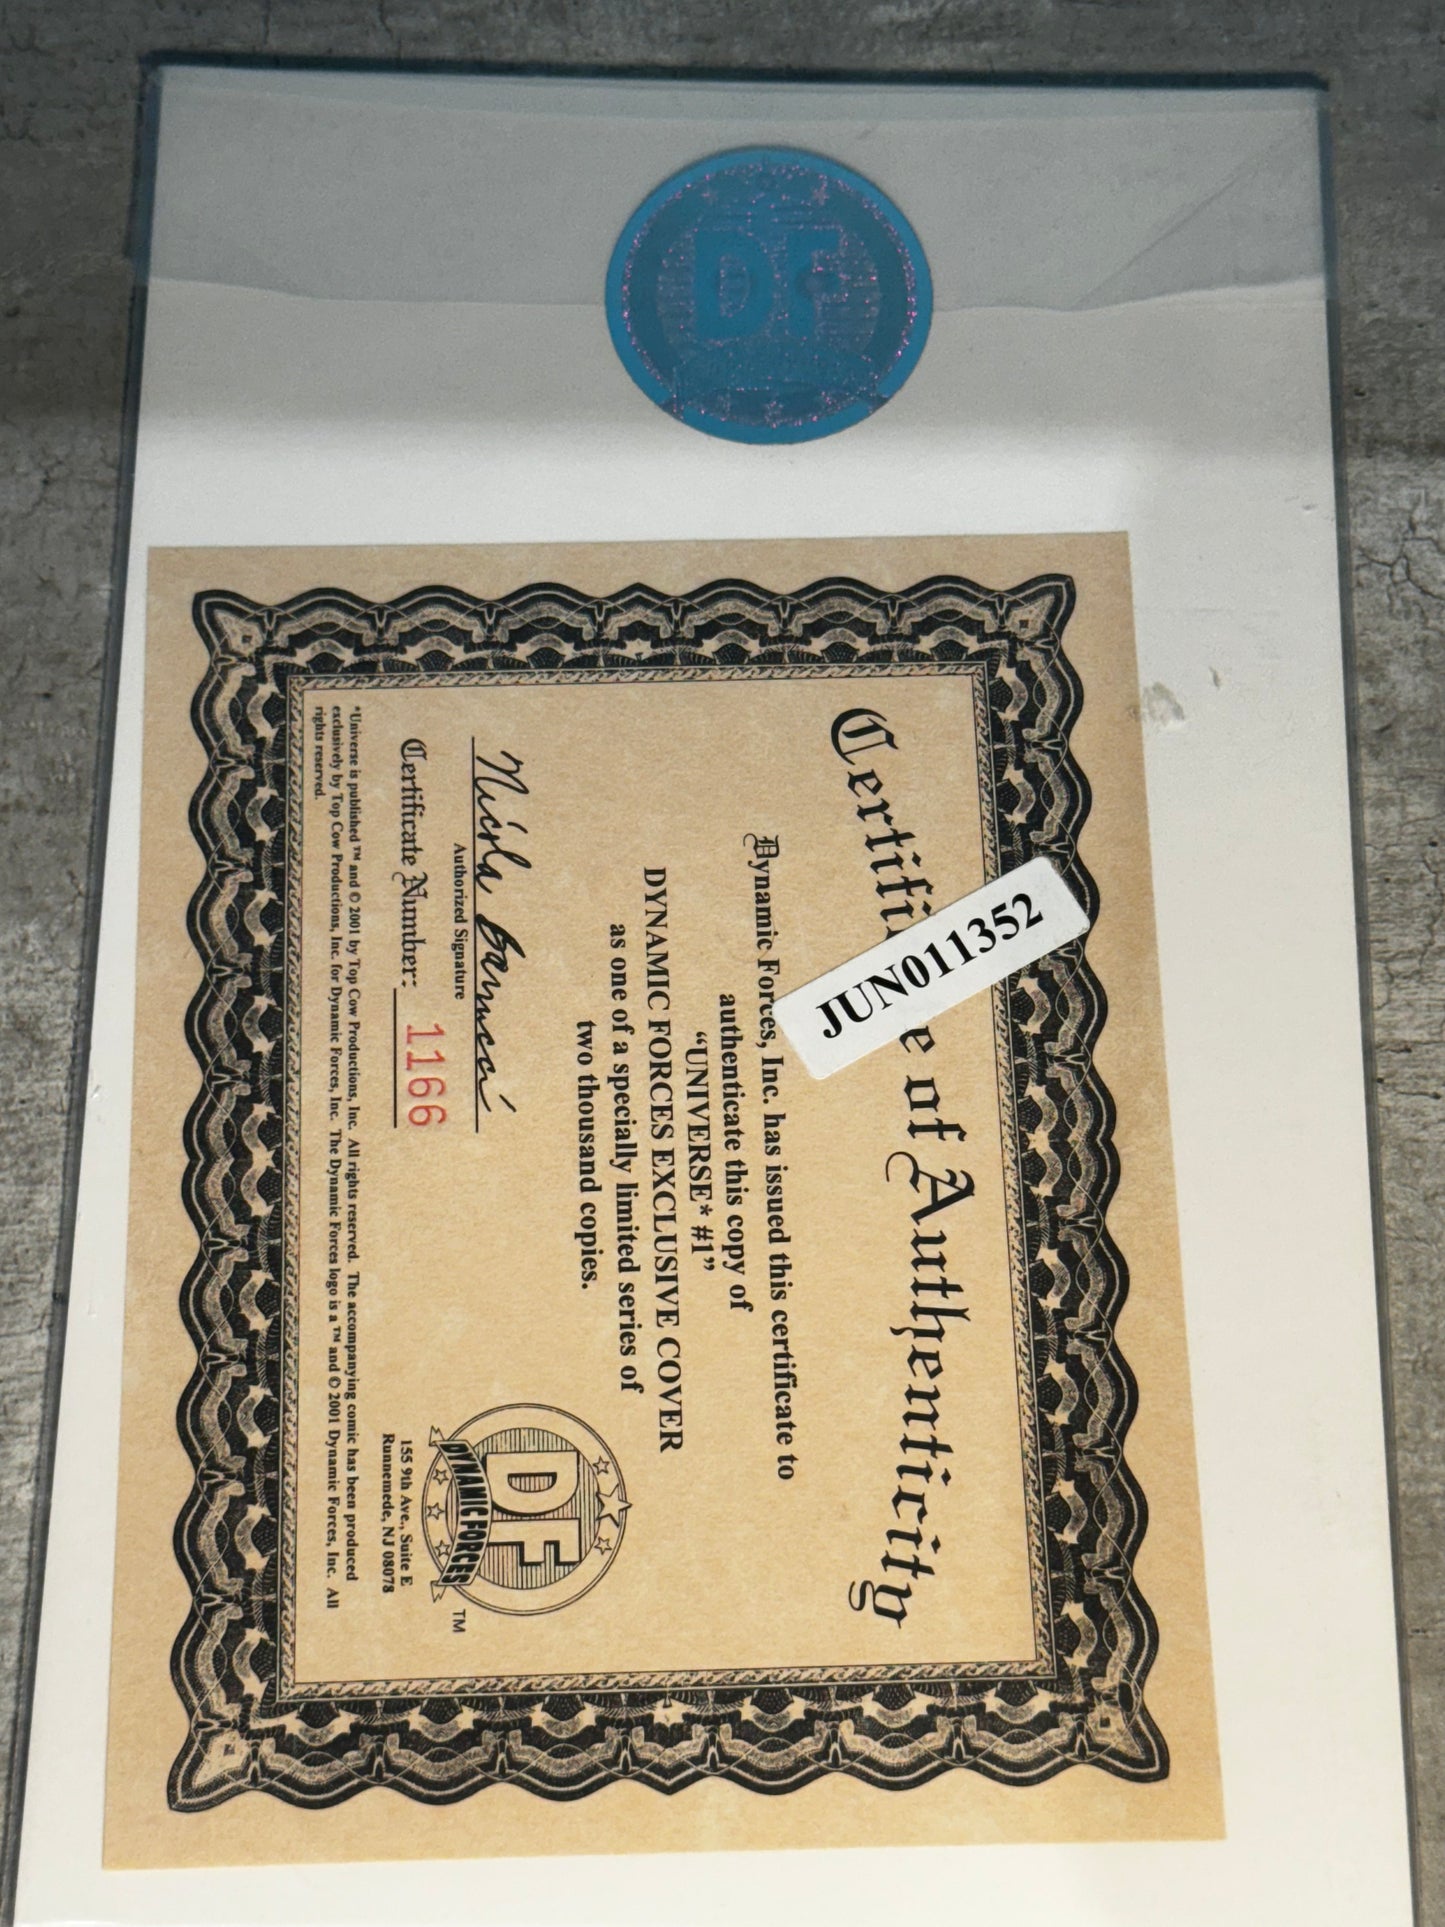 DF
Certifi e of Authenticity
JUN011352
Dynamic Forces, Inc. has issued this certificate to
authenticate this copy of
“UNIVERSE* #1”
DYNAMIC FORCES EXCLUSIVE COVER
as one of a specially limited series of
two thousand copies.
Nicola Barrucci
Authorized Signature
Certificate Number: 1166
DF
DYNAMIC FORCES
TM
155 9th Ave., Suite E
Runnemede, NJ 08078
*Universe is published ™ and © 2001 by Top Cow Productions, Inc. All rights reserved. The accompanying comic has been produced
exclusively by Top Cow Productions, Inc. for Dynamic Forces, Inc. The Dynamic Forces logo is a ™ and © 2001 Dynamic Forces, Inc. All
rights reserved.